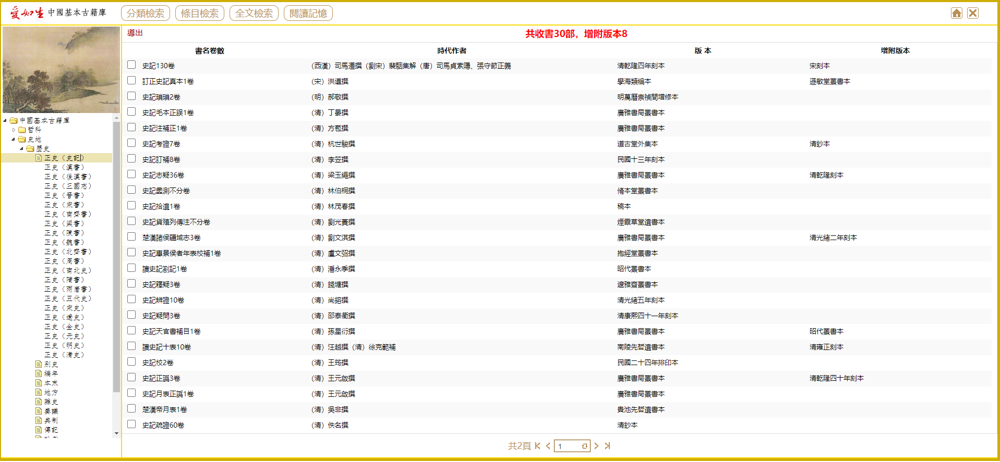 愛如生 中國基本古籍庫 分類檢索 條目檢索 全文檢索 閱讀記憶
中國基本古籍庫
哲科
史地
歷史
正史（史記）
正史（漢書）
正史（後漢書）
正史（三國志）
正史（晉書）
正史（宋書）
正史（南齊書）
正史（梁書）
正史（陳書）
正史（魏書）
正史（北齊書）
正史（周書）
正史（南北史）
正史（隋書）
正史（兩唐書）
正史（五代史）
正史（宋史）
正史（遼史）
正史（金史）
正史（元史）
正史（明史）
正史（清史）
别史
編年
本末
地方
雜史
奏議
典制
傳記
導出 共收書30部，增附版本8
書名卷數 時代作者 版 本 增附版本
史記130卷 （西漢）司馬遷撰（劉宋）裴駰集解（唐）司馬貞索隱、張守節正義 清乾隆四年刻本 宋刻本
訂正史記真本1卷 （宋）洪遵撰 學海類编本 遜敏堂叢書本
史記瑣瑣2卷 （明）郝敬撰 明萬曆崇禎間增修本
史記毛本正誤1卷 （清）丁晏撰 廣雅書局叢書本
史記注補正1卷 （清）方苞撰 廣雅書局叢書本
史記考證7卷 （清）杭世駿撰 道古堂外集本 清鈔本
史記訂補8卷 （清）李笠撰 民國十三年刻本
史記志疑36卷 （清）梁玉繩撰 廣雅書局叢書本 清乾隆刻本
史記蠡測不分卷 （清）林伯桐撰 脩本堂叢書本
史記拾遺1卷 （清）林茂春撰 稿本
史記貨殖列傳注不分卷 （清）劉光蕡撰 煙霞草堂遺書本
楚漢諸侯疆域志3卷 （清）劉文淇撰 廣雅書局叢書本 清光緒二年刻本
史記惠景侯者年表校補1卷 （清）盧文弨撰 抱經堂叢書本
讀史記劄記1卷 （清）潘永季撰 昭代叢書本
史記釋疑3卷 （清）錢塘撰 邃雅齋叢書本
史記辨證10卷 （清）尚鎔撰 清光緒五年刻本
史記疑問3卷 （清）邵泰衢撰 清康熙四十一年刻本
史記天官書補目1卷 （清）孫星衍撰 廣雅書局叢書本 昭代叢書本
讀史記十表10卷 （清）汪越撰（清）徐克範補 南陵先哲遺書本 清雍正刻本
史記校2卷 （清）王筠撰 民國二十四年排印本
史記正譌3卷 （清）王元啟撰 廣雅書局叢書本 清乾隆四十年刻本
史記月表正譌1卷 （清）王元啟撰 廣雅書局叢書本
楚漢帝月表1卷 （清）吳非撰 貴池先哲遺書本
史記疏證60卷 （清）佚名撰 清鈔本
共2頁 1